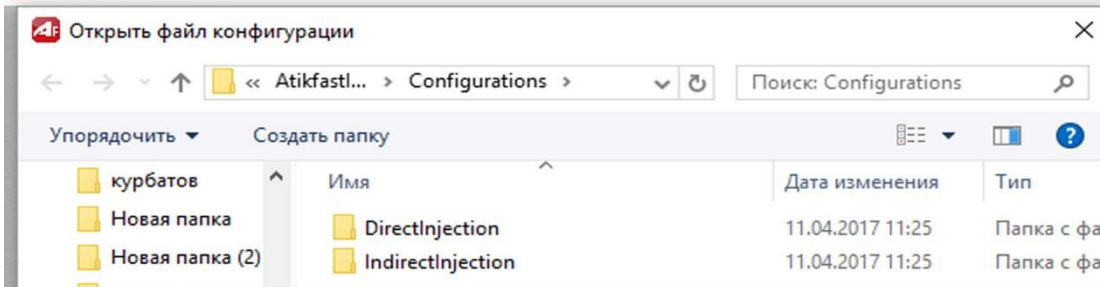 AF Открыть файл конфигурации
« Atikfastl... > Configurations >
Поиск: Configurations
Упорядочить Создать папку
?
курбатов
Новая папка
Новая папка (2)
Имя Дата изменения Тип
DirectInjection 11.04.2017 11:25 Папка с фа
IndirectInjection 11.04.2017 11:25 Папка с фа